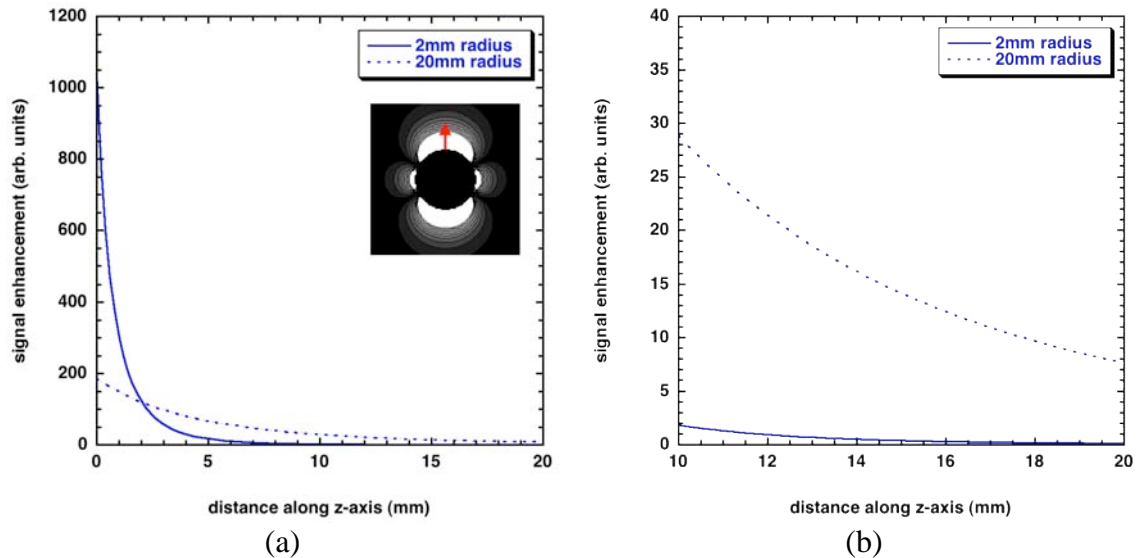 1200
1000
800
600
400
200
0
0
5
10
15
20
signal enhancement (arb. units)
distance along z-axis (mm)
2mm radius
20mm radius
(a)
40
35
30
25
20
15
10
5
0
10
12
14
16
18
20
signal enhancement (arb. units)
distance along z-axis (mm)
2mm radius
20mm radius
(b)